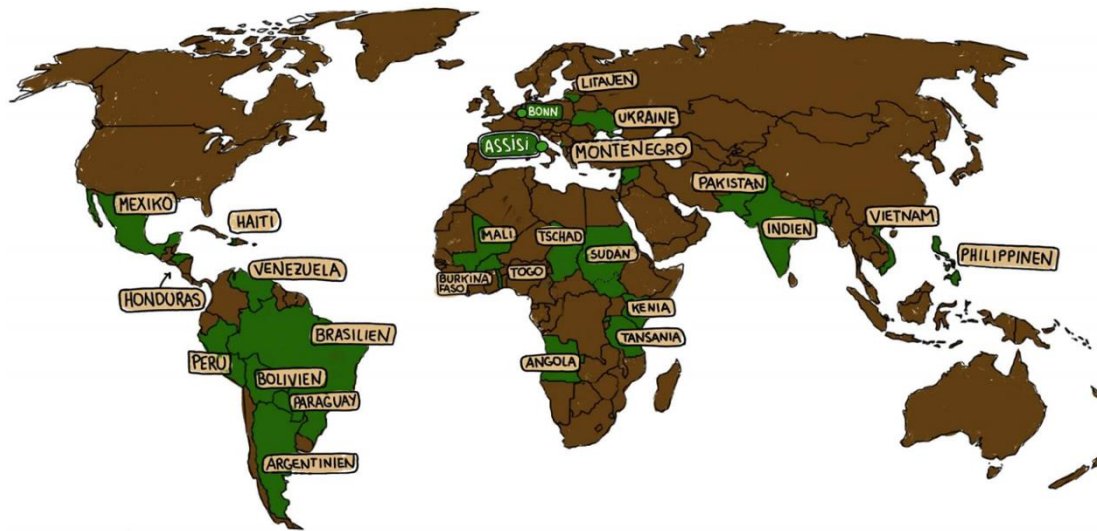 LITAUEN
BONN
UKRAINE
ASSISI
MONTENEGRO
PAKISTAN
MEXIKO
HAITI
MALI
TSCHAD
INDIEN
VIETNAM
SUDAN
PHILIPPINEN
VENEZUELA
BURKINA
FASO
TOGO
HONDURAS
KENIA
BRASILIEN
TANSANIA
PERU
ANGOLA
BOLIVIEN
PARAGUAY
ARGENTINIEN